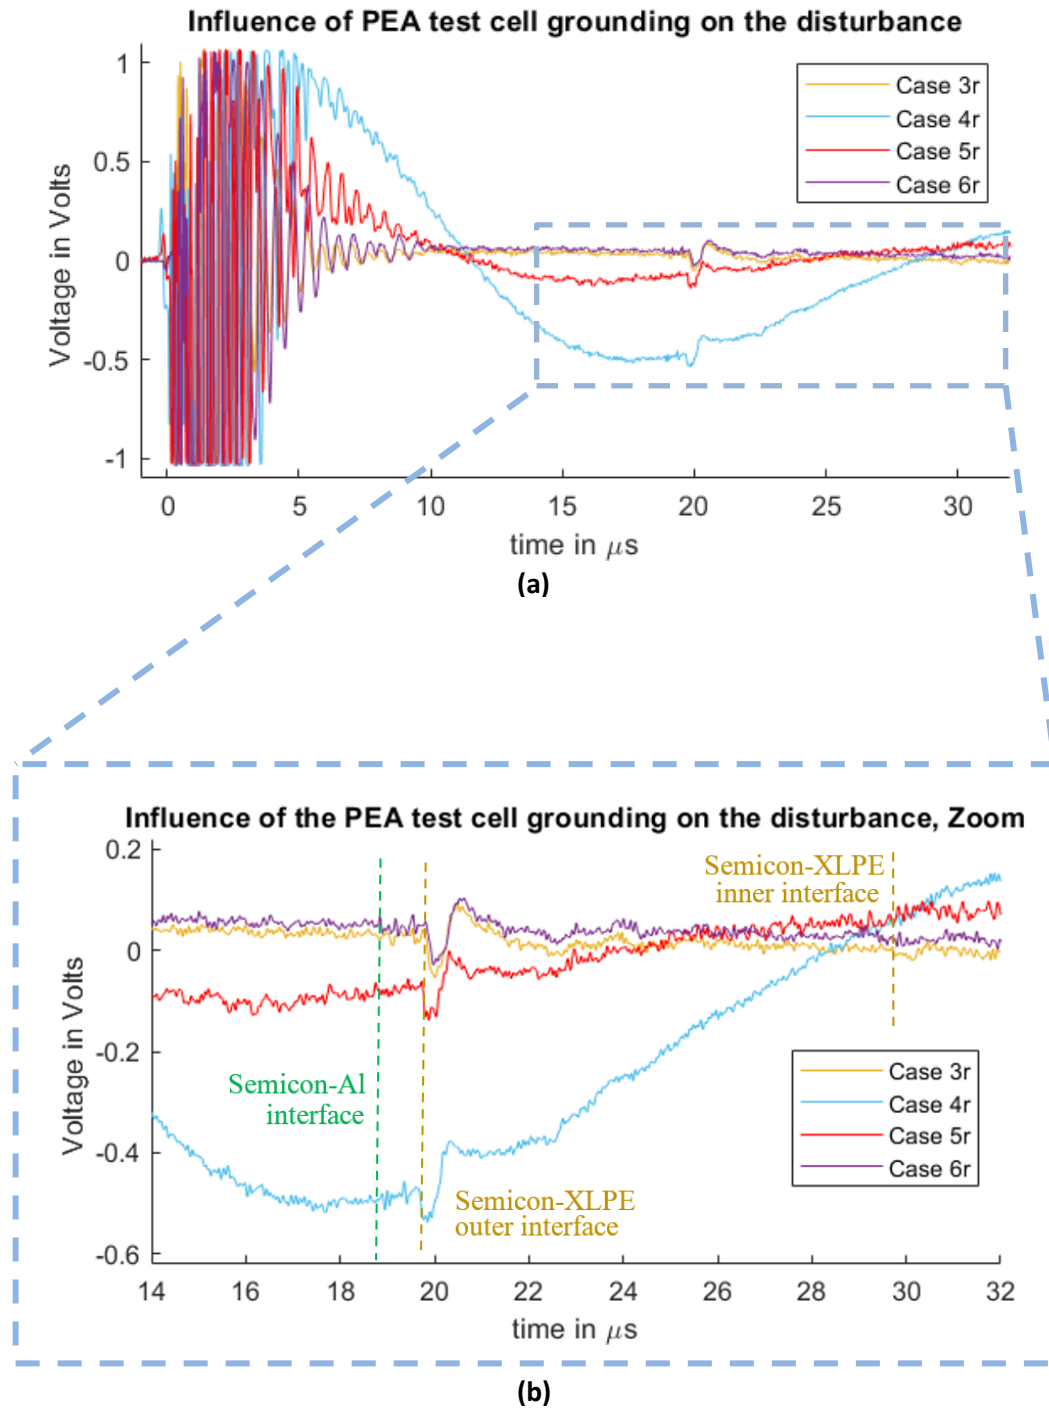 Influence of PEA test cell grounding on the disturbance
Voltage in Volts
1
0.5
0
-0.5
-1
Case 3r
Case 4r
Case 5r
Case 6r
0 5 10 15 20 25 30
time in μs
(a)
Influence of the PEA test cell grounding on the disturbance, Zoom
Voltage in Volts
0.2
0
-0.2
-0.4
-0.6
Semicon-XLPE
inner interface
Semicon-Al
interface
Semicon-XLPE
outer interface
Case 3r
Case 4r
Case 5r
Case 6r
14 16 18 20 22 24 26 28 30 32
time in μs
(b)